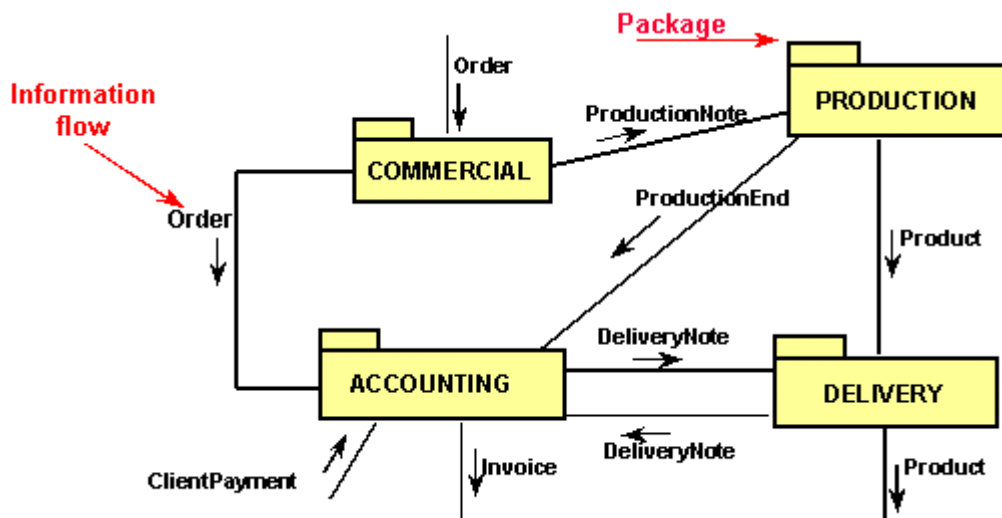 Package
Order
Information
flow
PRODUCTION
ProductionNote
COMMERCIAL
ProductionEnd
Order
Product
DeliveryNote
ACCOUNTING
DELIVERY
DeliveryNote
ClientPayment
Invoice
Product